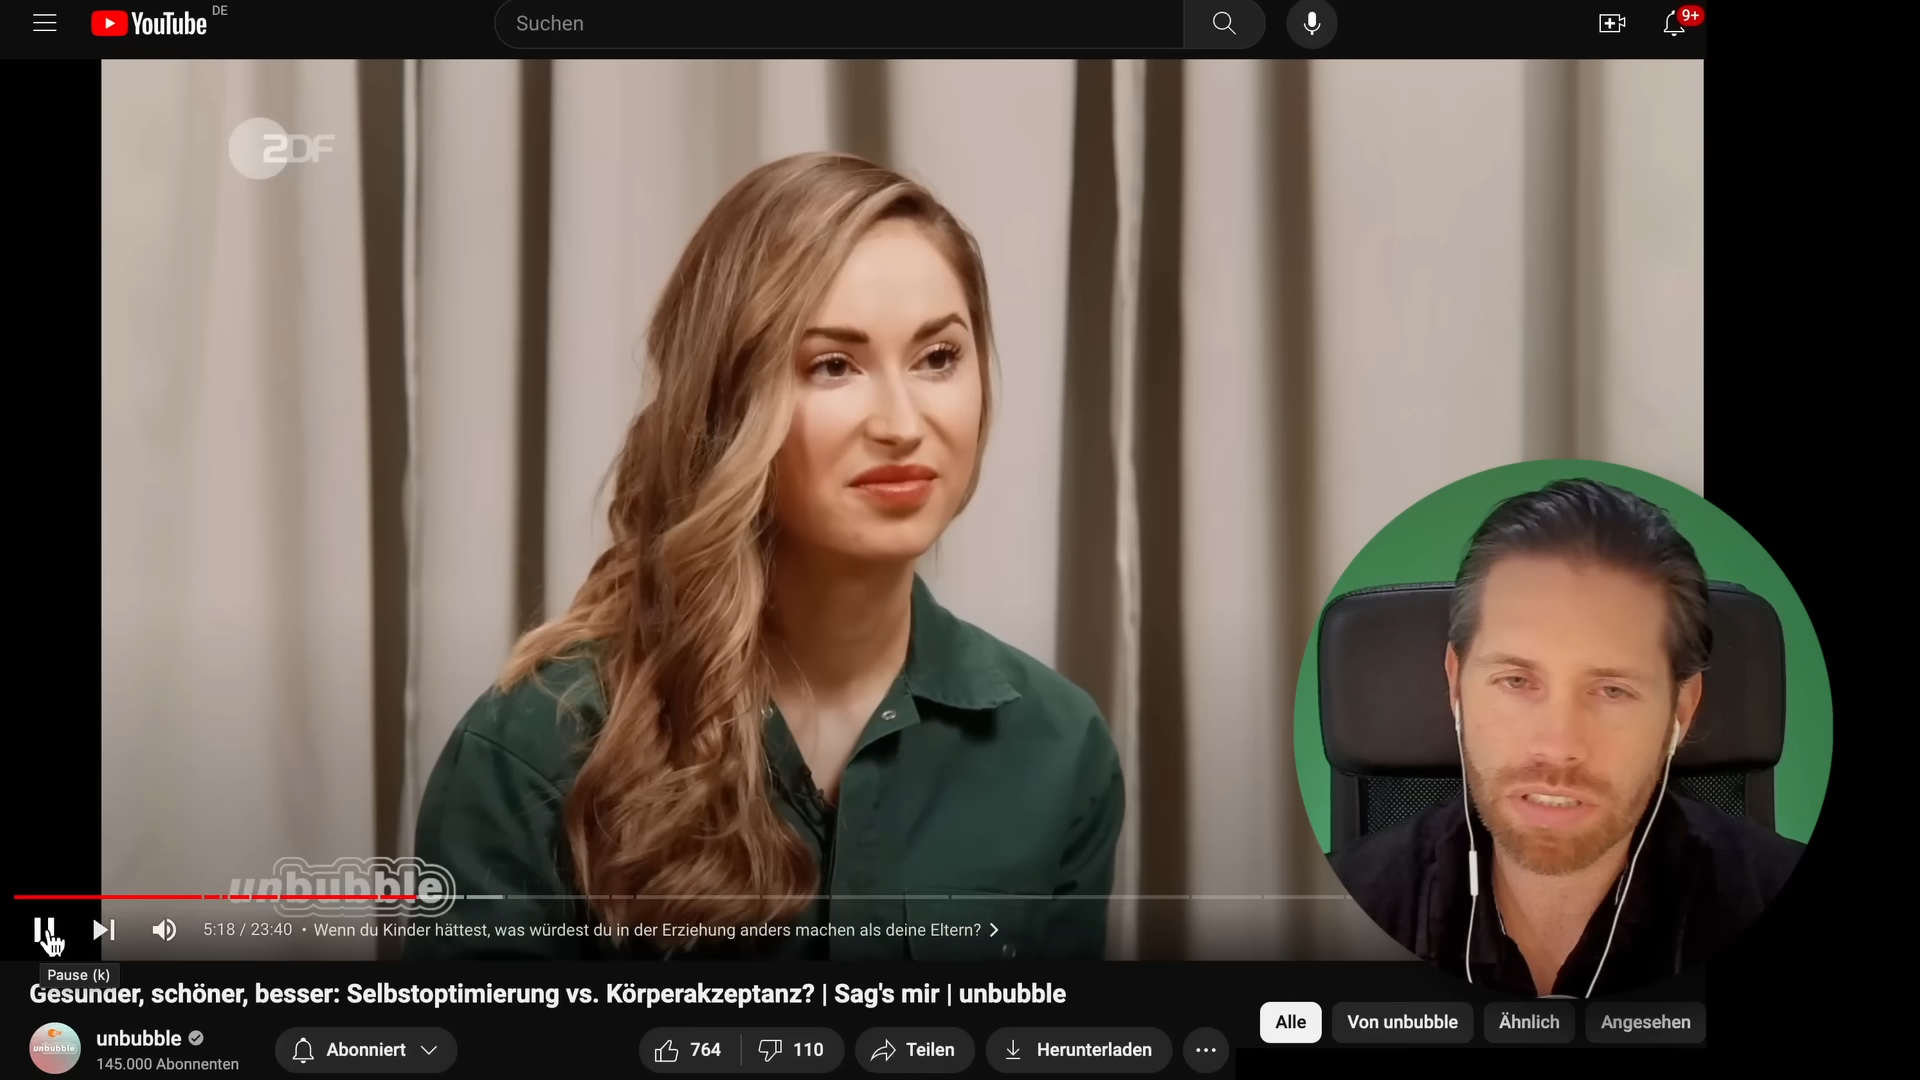 YouTube DE
Suchen
9+
ZDF
unbubble
5:18 / 23:40 • Wenn du Kinder hättest, was würdest du in der Erziehung anders machen als deine Eltern?
Pause (k)
Gesünder, schöner, besser: Selbstoptimierung vs. Körperakzeptanz? | Sag's mir | unbubble
Alle
Von unbubble
Ähnlich
Angesehen
unbubble
unbubble
145.000 Abonnenten
Abonniert
764
110
Teilen
Herunterladen